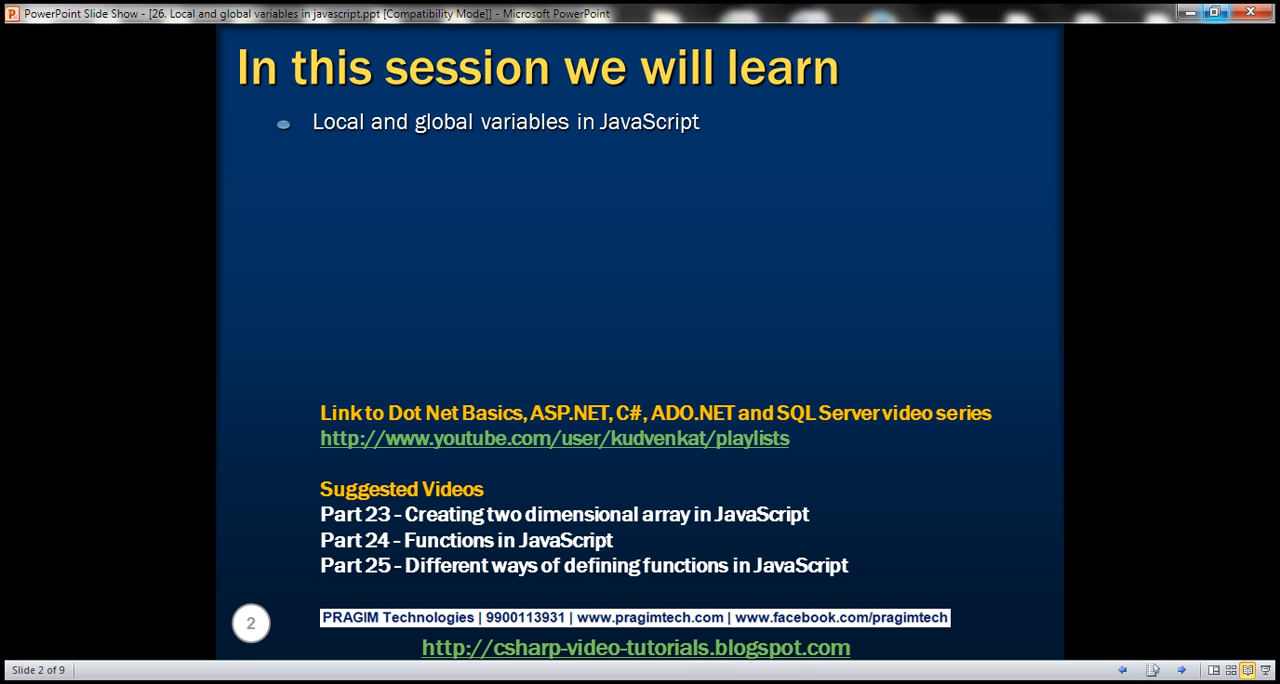 PowerPoint Slide Show - [26. Local and global variables in javascript.ppt [Compatibility Mode]] - Microsoft PowerPoint
In this session we will learn
Local and global variables in JavaScript
Link to Dot Net Basics, ASP.NET, C#, ADO.NET and SQL Server video series
http://www.youtube.com/user/kudvenkat/playlists
Suggested Videos
Part 23 - Creating two dimensional array in JavaScript
Part 24 - Functions in JavaScript
Part 25 - Different ways of defining functions in JavaScript
2
PRAGIM Technologies | 9900113931 | www.pragimtech.com | www.facebook.com/pragimtech
http://csharp-video-tutorials.blogspot.com
Slide 2 of 9